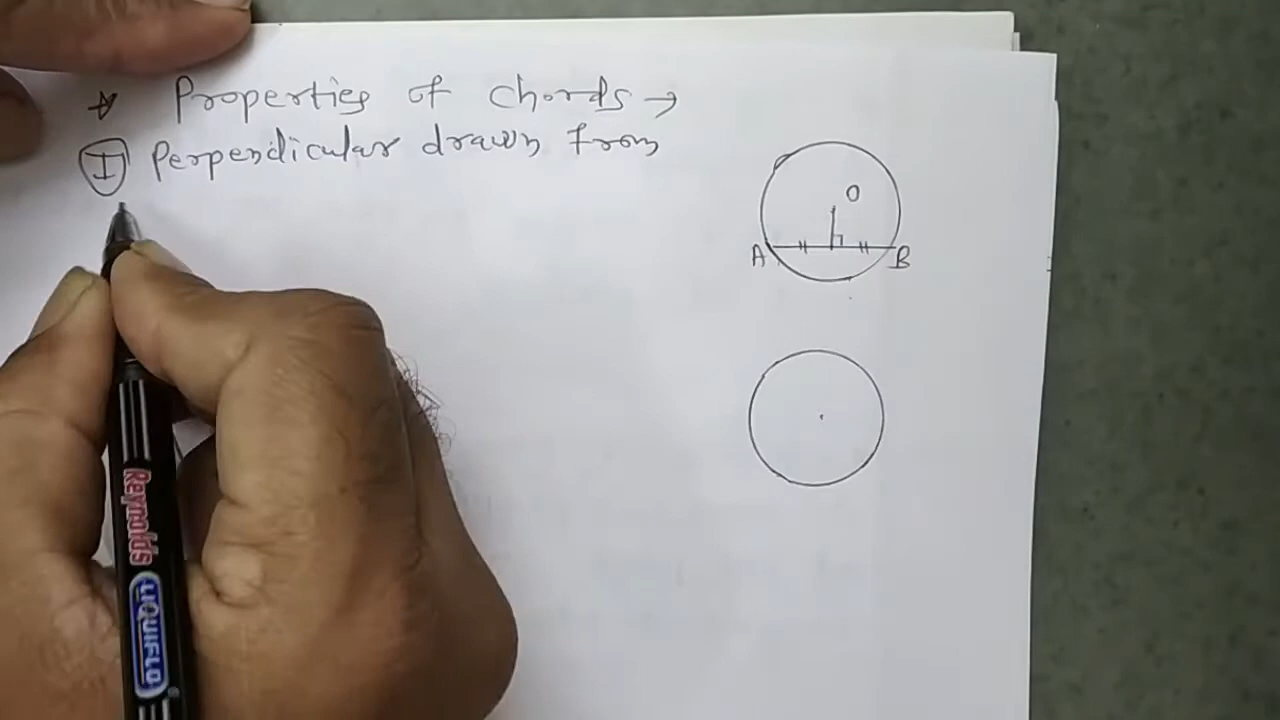 ☆ Properties of chords →
I Perpendicular drawn from
O
A B
Reynolds
LIQUIFLO